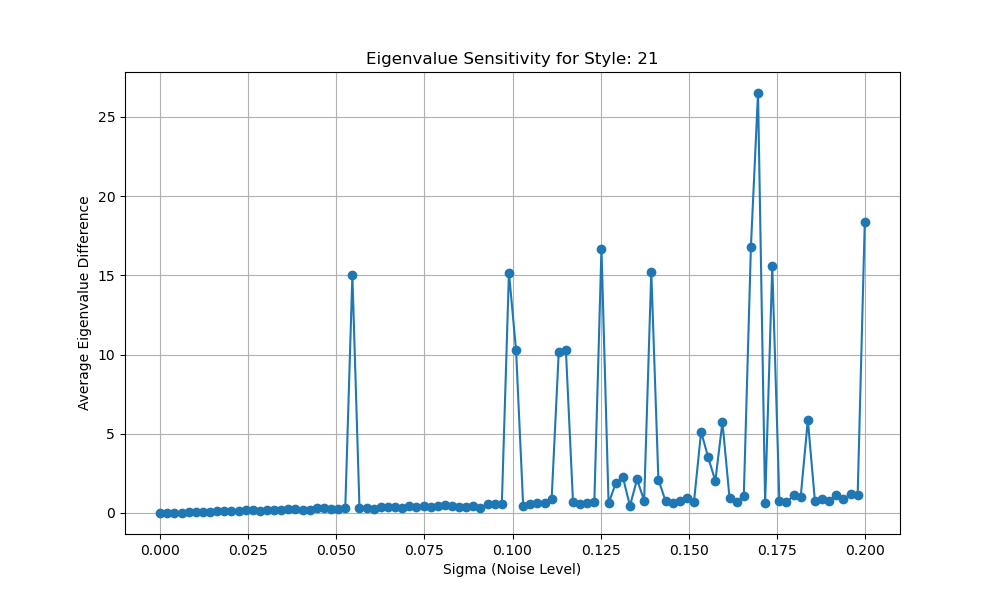 Eigenvalue Sensitivity for Style: 21
Average Eigenvalue Difference
25
20
15
10
5
0
0.000 0.025 0.050 0.075 0.100 0.125 0.150 0.175 0.200
Sigma (Noise Level)